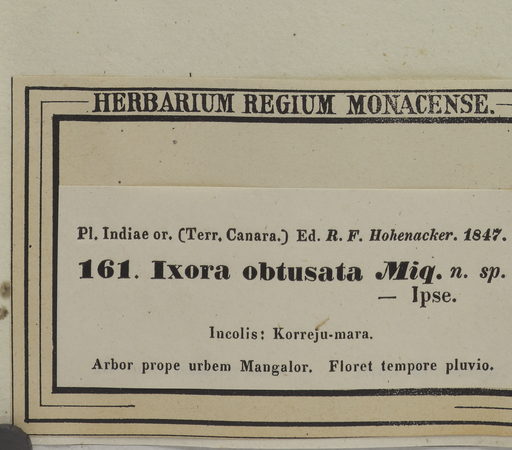 HERBARIUM REGIUM MONACENSE.
Pl. Indiae or. (Terr. Canara.) Ed. R. F. Hohenacker. 1847.
161. Ixora obtusata Miq. n. sp.
— Ipse.
Incolis: Korreju-mara.
Arbor prope urbem Mangalor. Floret tempore pluvio.